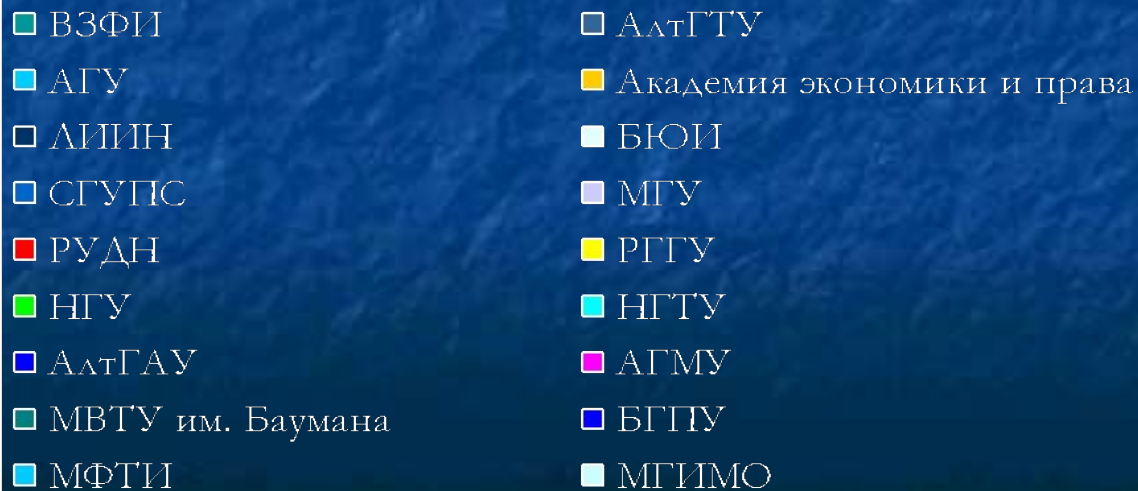 ВЗФИ
АлтГТУ
АГУ
Академия экономики и права
ЛИИН
БЮИ
СГУПС
МГУ
РУДН
РГГУ
НГУ
НГТУ
АлтГАУ
АГМУ
МВТУ им. Баумана
БГПУ
МФТИ
МГИМО